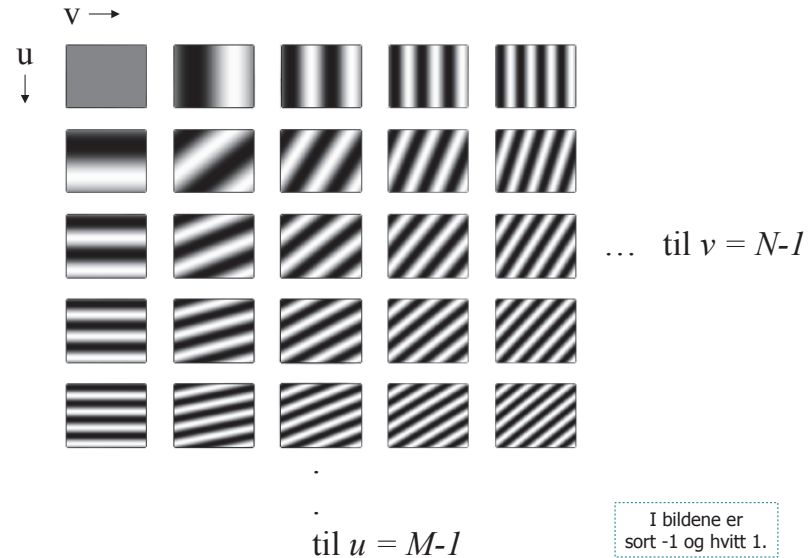 v →
u
↓
... til v = N-1
.
.
til u = M-1
I bildene er
sort -1 og hvitt 1.